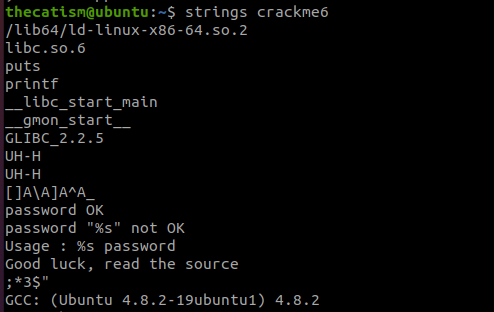 thecatism@ubuntu:~$ strings crackme6
/lib64/ld-linux-x86-64.so.2
libc.so.6
puts
printf
__libc_start_main
__gmon_start__
GLIBC_2.2.5
UH-H
UH-H
[]A\A]A^A_
password OK
password "%s" not OK
Usage : %s password
Good luck, read the source
;*3$"
GCC: (Ubuntu 4.8.2-19ubuntu1) 4.8.2